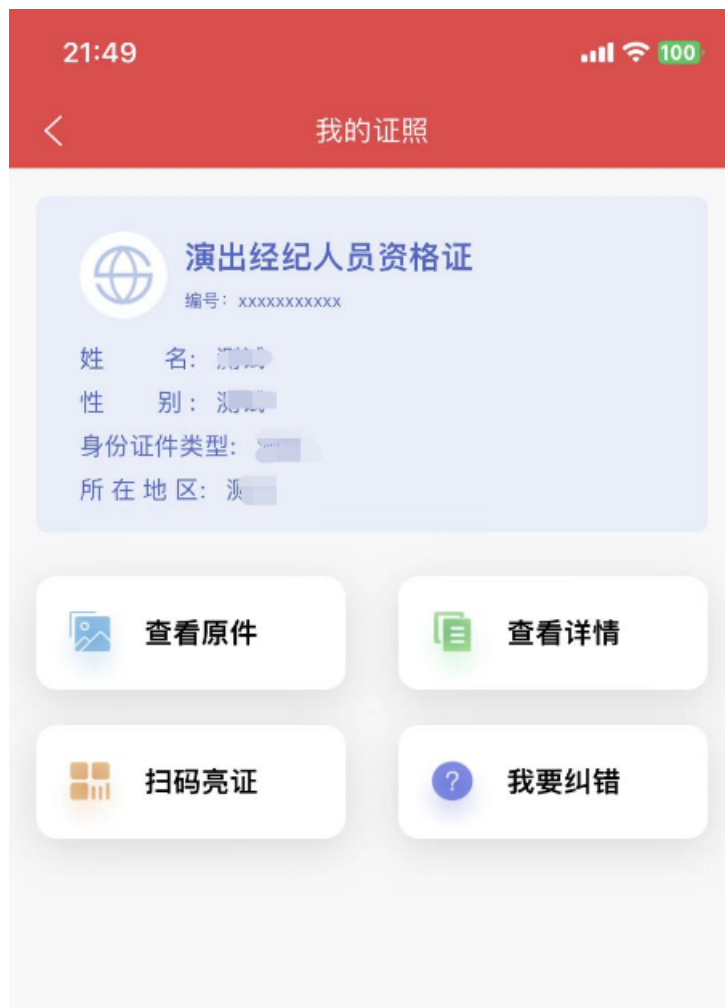 21:49
100
我的证照
演出经纪人员资格证
编号: xxxxxxxxxxx
姓 名:
性 别:
身份证件类型:
所在地区:
查看原件
查看详情
扫码亮证
我要纠错